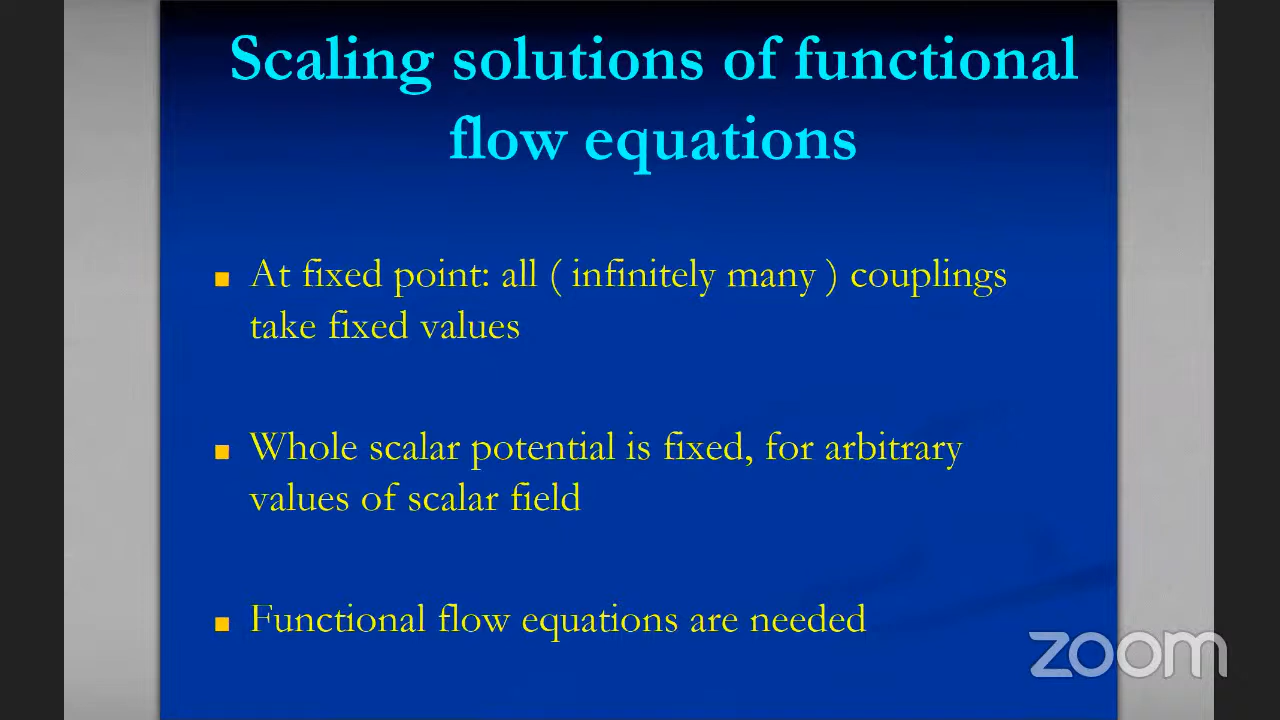 Scaling solutions of functional
flow equations
■ At fixed point: all ( infinitely many ) couplings
take fixed values
■ Whole scalar potential is fixed, for arbitrary
values of scalar field
■ Functional flow equations are needed
zoom